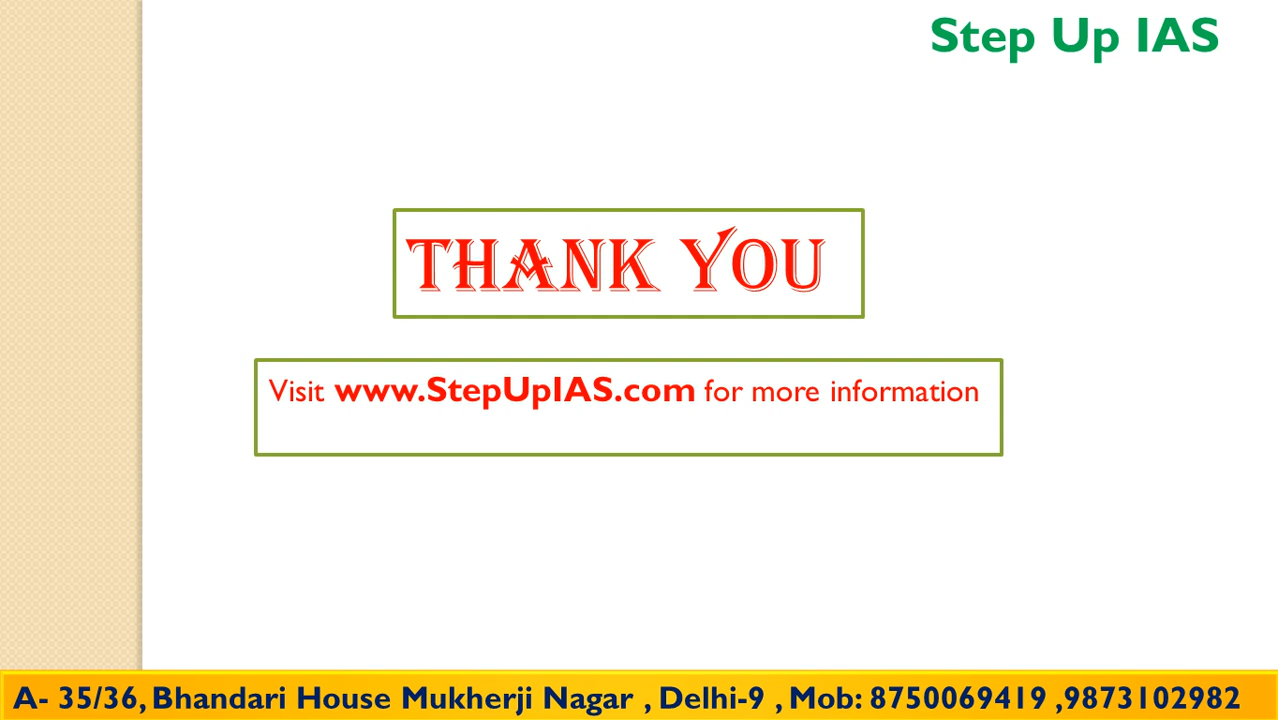 Step Up IAS
THANK YOU
Visit www.StepUpIAS.com for more information
A- 35/36, Bhandari House Mukherji Nagar , Delhi-9 , Mob: 8750069419 ,9873102982